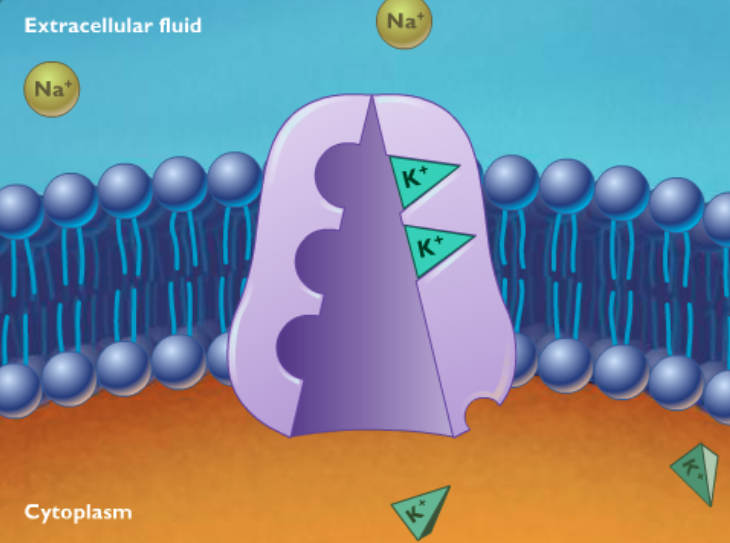 Extracellular fluid
Na⁺
Na⁺
K⁺
K⁺
K⁺
K⁺
Cytoplasm